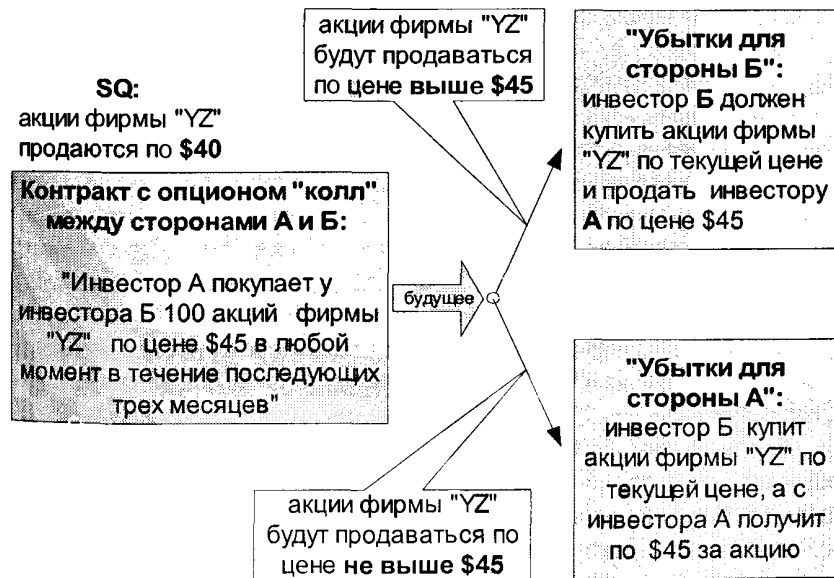 SQ:
акции фирмы "YZ"
продаются по $40
Контракт с опционом "колл"
между сторонами А и Б:
"Инвестор А покупает у
инвестора Б 100 акций фирмы
"YZ" по цене $45 в любой
момент в течение последующих
трех месяцев"
будущее
акции фирмы "YZ"
будут продаваться
по цене выше $45
"Убытки для
стороны Б":
инвестор Б должен
купить акции фирмы
"YZ" по текущей цене
и продать инвестору
А по цене $45
акции фирмы "YZ"
будут продаваться по
цене не выше $45
"Убытки для
стороны А":
инвестор Б купит
акции фирмы "YZ" по
текущей цене, а с
инвестора А получит
по $45 за акцию